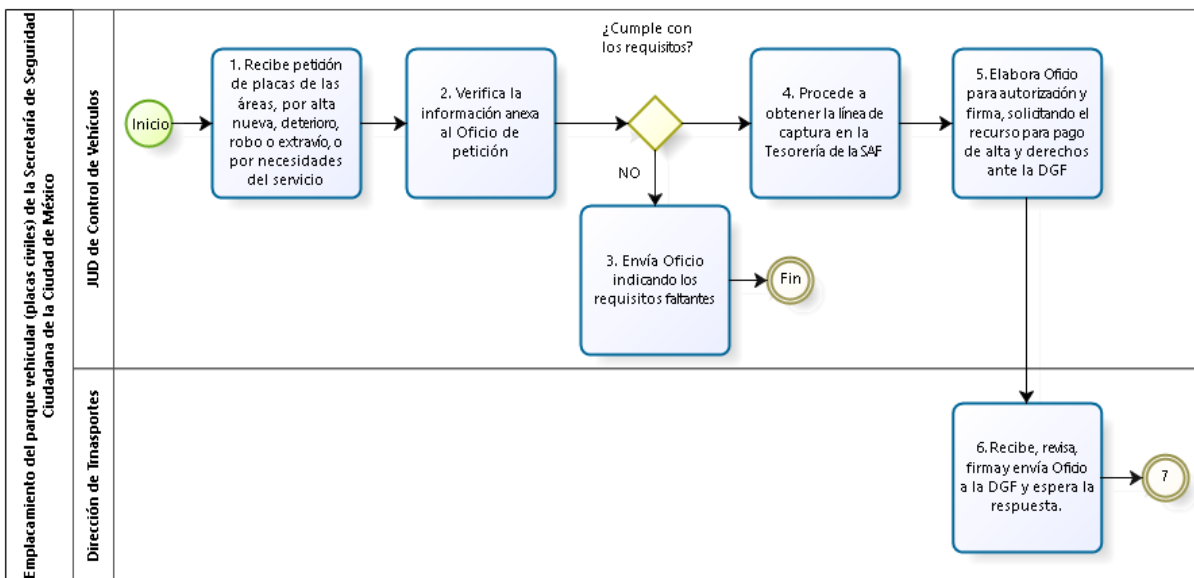 Emplacamiento del parque vehicular (placas civiles) de la Secretaría de Seguridad
Ciudadana de la Ciudad de México
JUD de Control de Vehículos
Inicio
1. Recibe petición
de placas de las
áreas, por alta
nueva, deterioro,
robo o extravío, o
por necesidades
del servicio
2. Verifica la
información anexa
al Oficio de
petición
¿Cumple con
los requisitos?
NO
3. Envía Oficio
indicando los
requisitos faltantes
Fin
4. Procede a
obtener la línea de
captura en la
Tesorería de la SAF
5. Elabora Oficio
para autorización y
firma, solicitando el
recurso para pago
de alta y derechos
ante la DGF
Dirección de Trnasportes
6. Recibe, revisa,
firma y envía Oficio
a la DGF y espera la
respuesta.
7